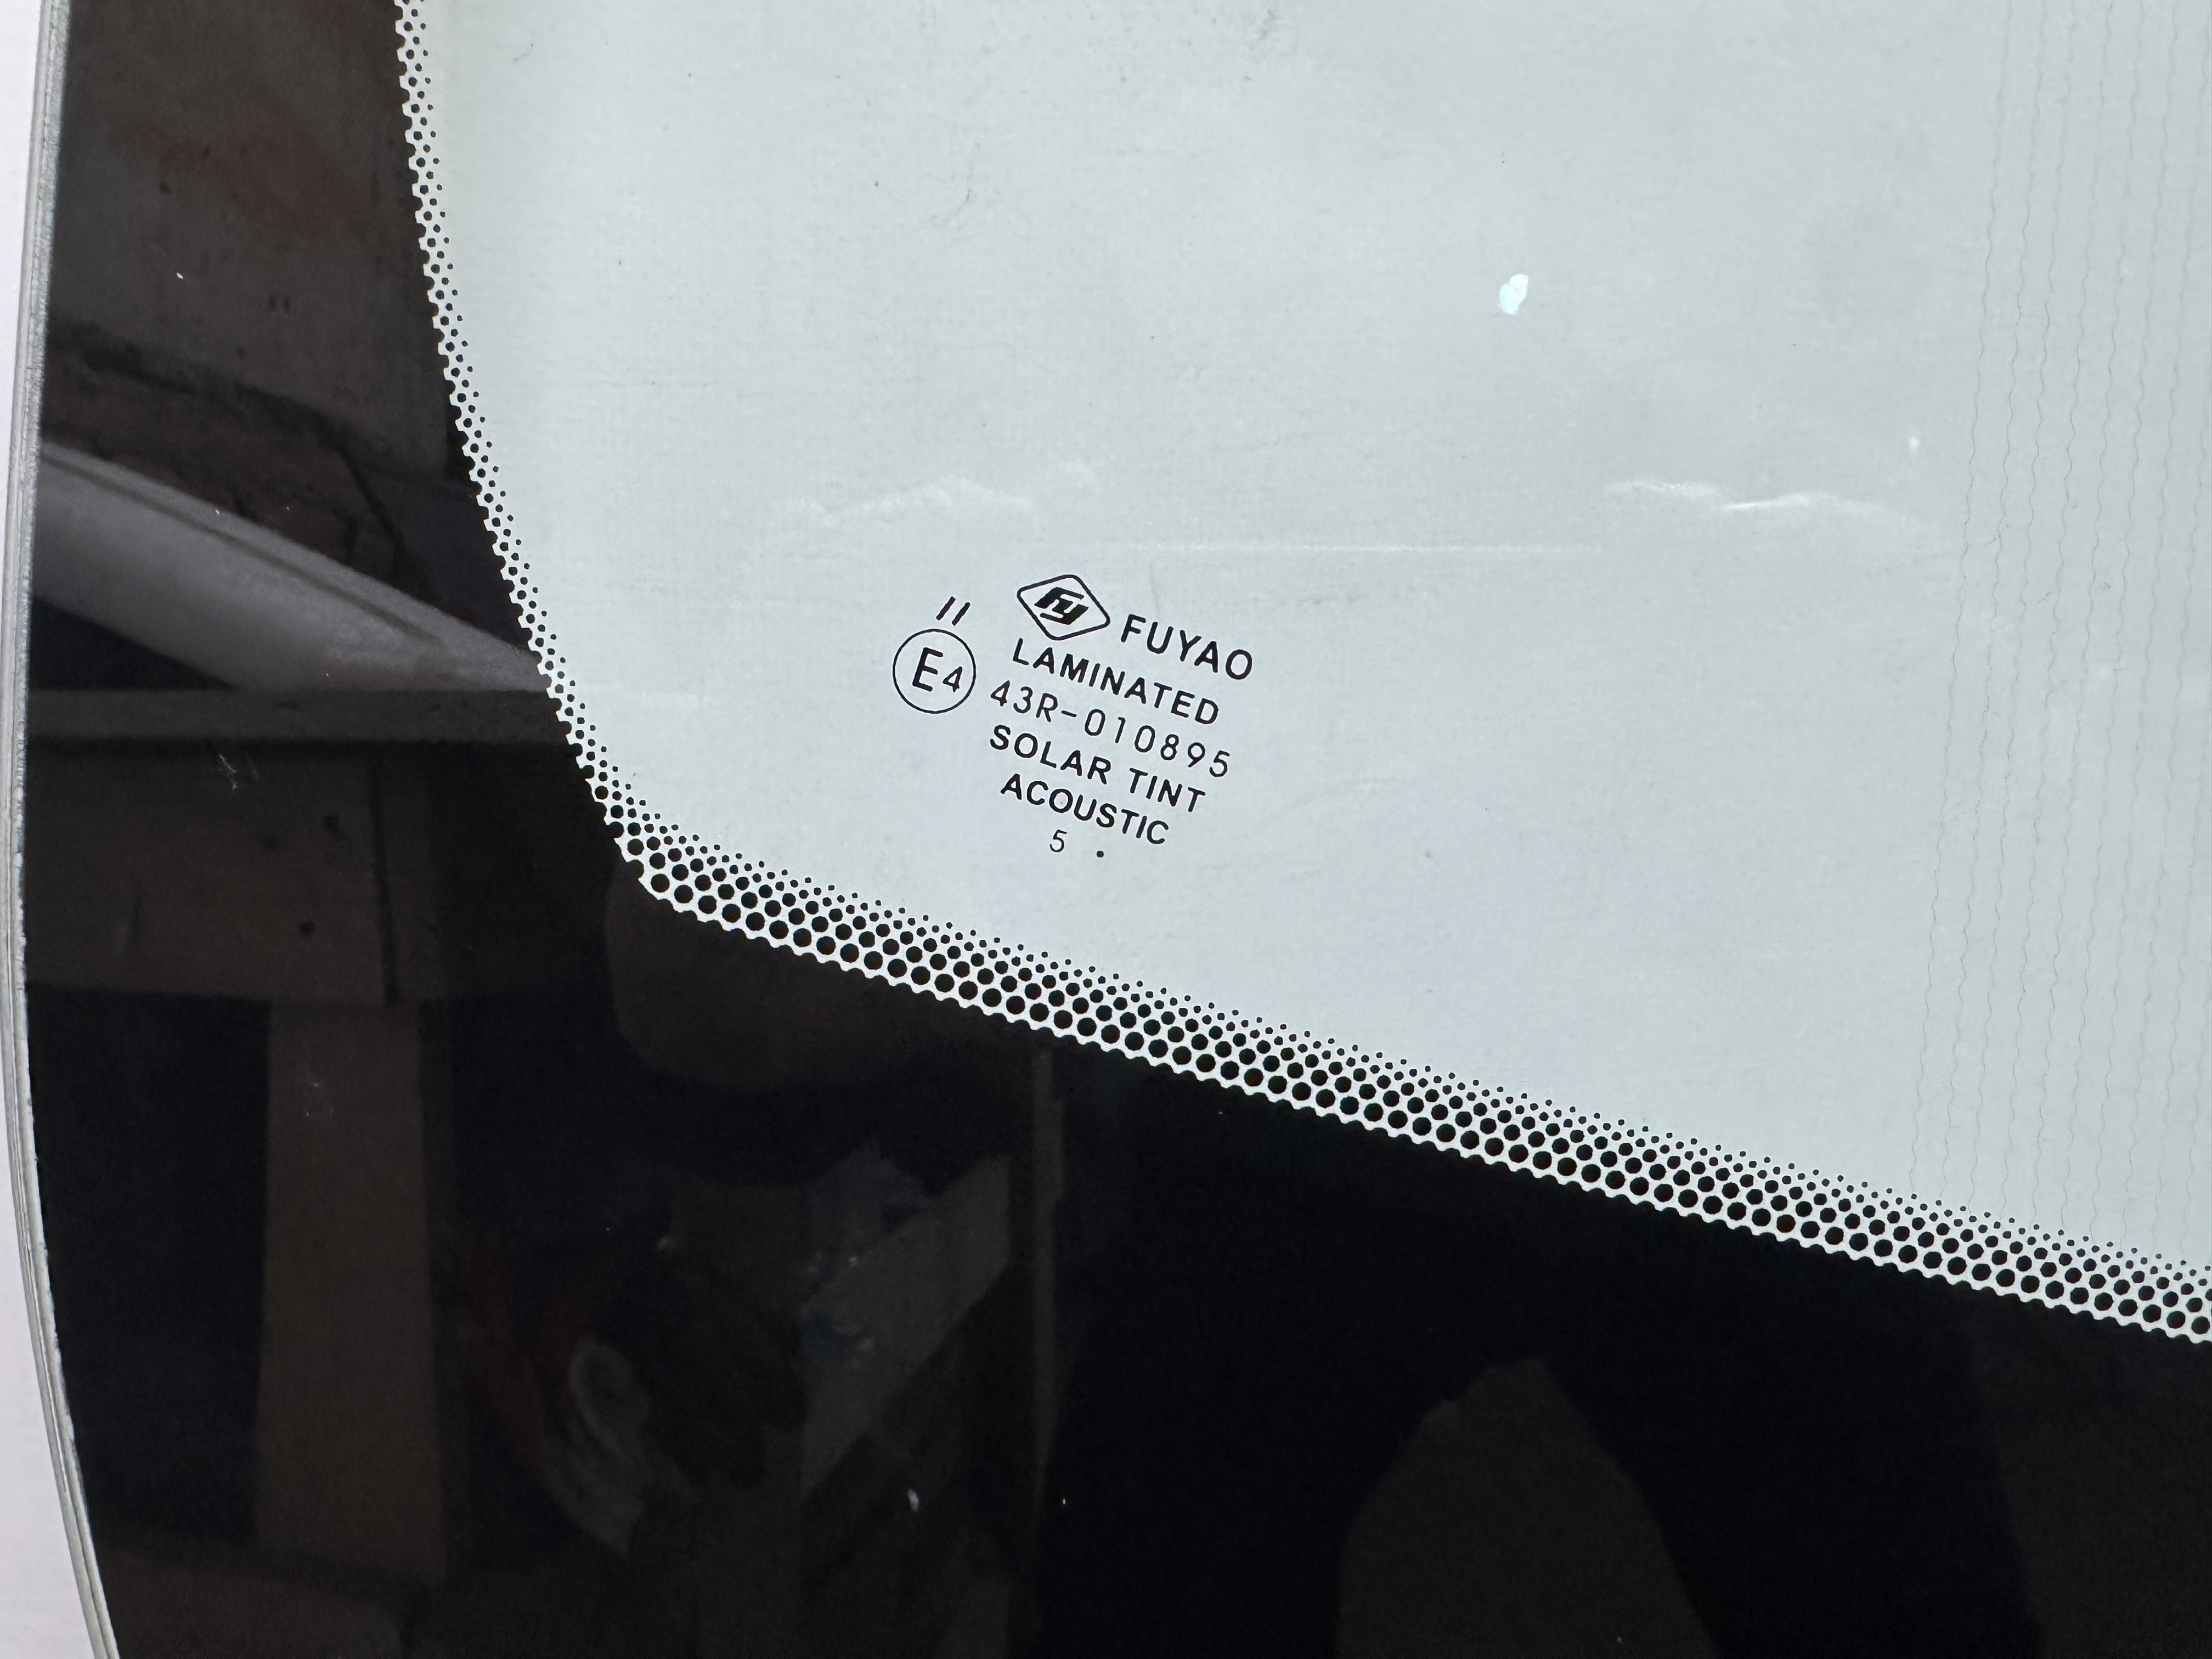 FUYAO
II
LAMINATED
E4
43R-010895
SOLAR TINT
ACOUSTIC
5 .